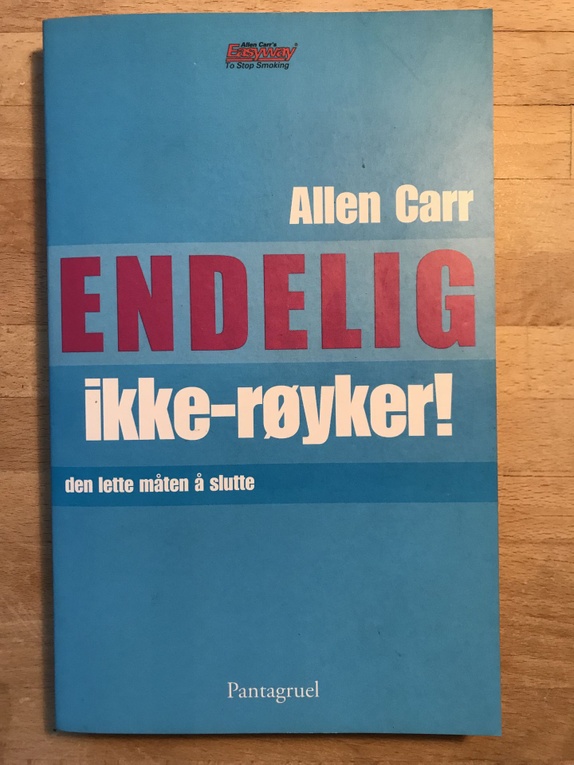 Allen Carr's
Easyway
To Stop Smoking
Allen Carr
ENDELIG
ikke-røyker!
den lette måten å slutte
Pantagruel